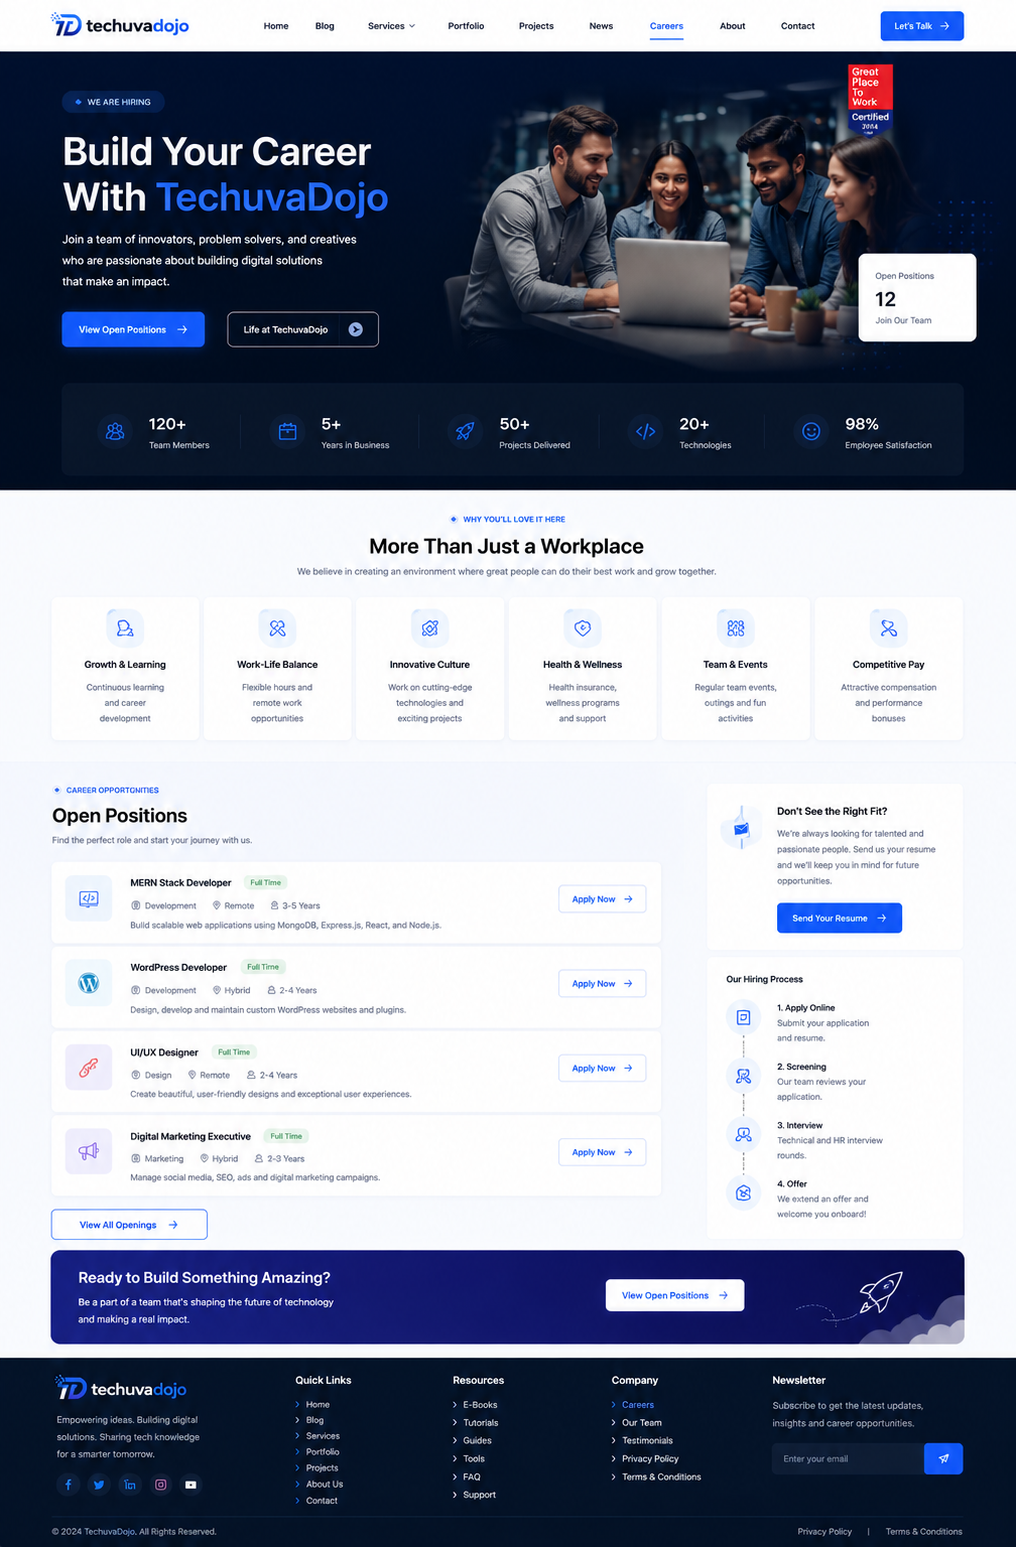 techuvadojo
Home
Blog
Services
Portfolio
Projects
News
Careers
About
Contact
Let's Talk
WE ARE HIRING
Build Your Career
With TechuvaDojo
Join a team of innovators, problem solvers, and creatives
who are passionate about building digital solutions
that make an impact.
View Open Positions
Life at TechuvaDojo
Great
Place
To
Work
Certified
Open Positions
12
Join Our Team
120+
Team Members
5+
Years in Business
50+
Projects Delivered
20+
Technologies
98%
Employee Satisfaction
WHY YOU'LL LOVE IT HERE
More Than Just a Workplace
We believe in creating an environment where great people can do their best work and grow together.
Growth & Learning
Continuous learning
and career
development
Work-Life Balance
Flexible hours and
remote work
opportunities
Innovative Culture
Work on cutting-edge
technologies and
exciting projects
Health & Wellness
Health insurance,
wellness programs
and support
Team & Events
Regular team events,
outings and fun
activities
Competitive Pay
Attractive compensation
and performance
bonuses
CAREER OPPORTGNITIES
Open Positions
Find the perfect role and start your journey with us.
MERN Stack Developer Full Time
Development Remote 3-5 Years
Build scalable web applications using MongoDB, Express.js, React, and Node.js.
Apply Now
WordPress Developer Full Time
Development Hybrid 2-4 Years
Design, develop and maintain custom WordPress websites and plugins.
Apply Now
UI/UX Designer Full Time
Design Remote 2-4 Years
Create beautiful, user-friendly designs and exceptional user experiences.
Apply Now
Digital Marketing Executive Full Time
Marketing Hybrid 2-3 Years
Manage social media, SEO, ads and digital marketing campaigns.
Apply Now
View All Openings
Don't See the Right Fit?
We're always looking for talented and
passionate people. Send us your resume
and we'll keep you in mind for future
opportunities.
Send Your Resume
Our Hiring Process
1. Apply Online
Submit your application
and resume.
2. Screening
Our team reviews your
application.
3. Interview
Technical and HR interview
rounds.
4. Offer
We extend an offer and
welcome you onboard!
Ready to Build Something Amazing?
Be a part of a team that's shaping the future of technology
and making a real impact.
View Open Positions
techuvadojo
Empowering ideas. Building digital
solutions. Sharing tech knowledge
for a smarter tomorrow.
Quick Links
Home
Blog
Services
Portfolio
Projects
About Us
Contact
Resources
E-Books
Tutorials
Guides
Tools
FAQ
Support
Company
Careers
Our Team
Testimonials
Privacy Policy
Terms & Conditions
Newsletter
Subscribe to get the latest updates,
insights and career opportunities.
Enter your email
© 2024 TechuvaDojo. All Rights Reserved.
Privacy Policy | Terms & Conditions